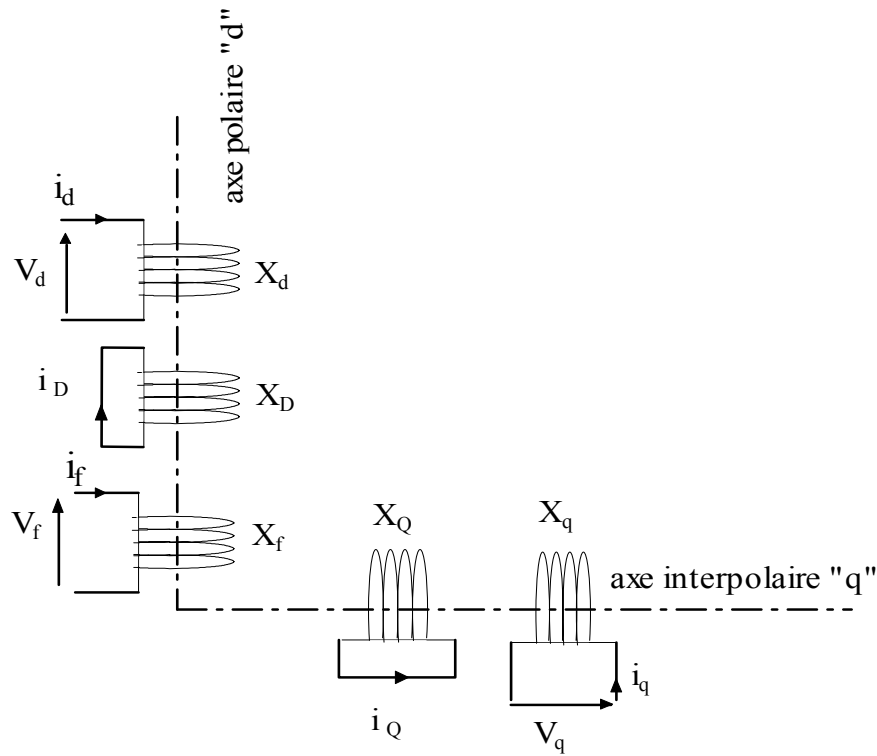 axe polaire "d"
i_d
V_d
X_d
i_D
X_D
i_f
V_f
X_f
X_Q
X_q
axe interpolaire "q"
i_Q
i_q
V_q